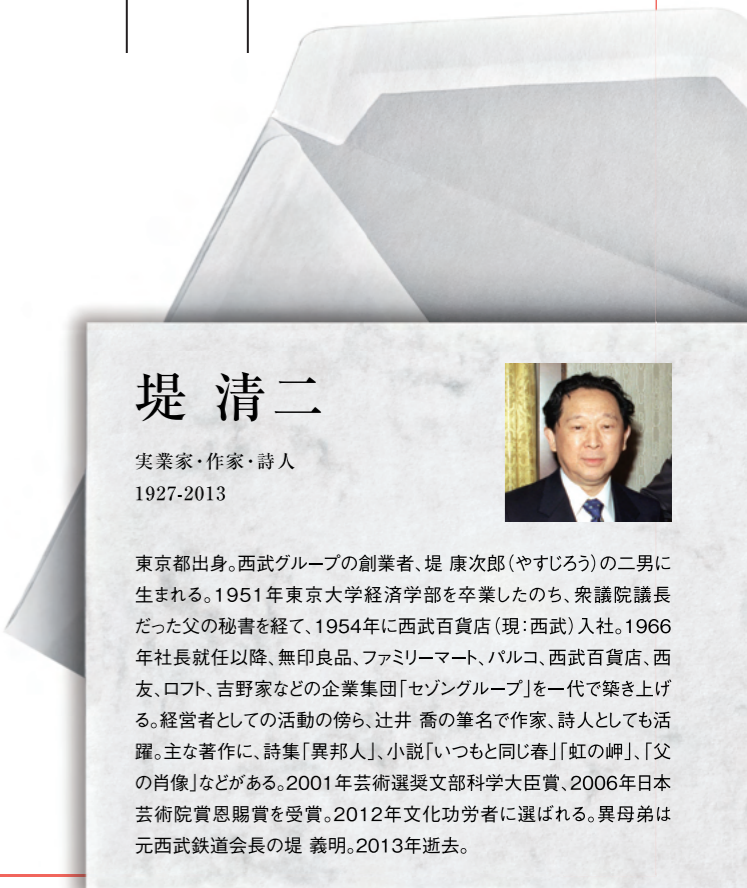 堤 清二
実業家・作家・詩人
1927-2013
東京都出身。西武グループの創業者、堤 康次郎（やすじろう）の二男に
生まれる。1951年東京大学経済学部を卒業したのち、衆議院議長
だった父の秘書を経て、1954年に西武百貨店（現：西武）入社。1966
年社長就任以降、無印良品、ファミリーマート、パルコ、西武百貨店、西
友、ロフト、吉野家などの企業集団「セゾングループ」を一代で築き上げ
る。経営者としての活動の傍ら、辻井 喬の筆名で作家、詩人としても活
躍。主な著作に、詩集「異邦人」、小説「いつもと同じ春」「虹の岬」、「父
の肖像」などがある。2001年芸術選奨文部科学大臣賞、2006年日本
芸術院賞恩賜賞を受賞。2012年文化功労者に選ばれる。異母弟は
元西武鉄道会長の堤 義明。2013年逝去。